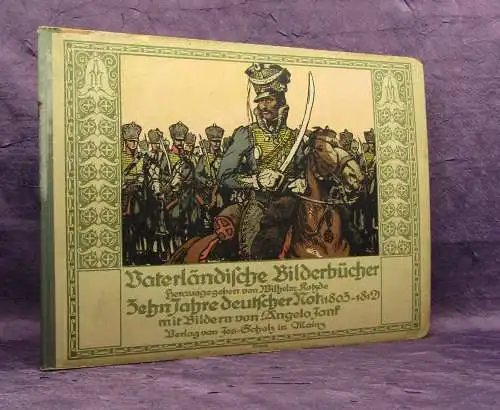 Vaterländische Bilderbücher
Herausgegeben von Wilhelm Kotzde
Zehn Jahre deutscher Not (1803-1812)
mit Bildern von Angelo Jank
Verlag von Jos. Scholz in Mainz